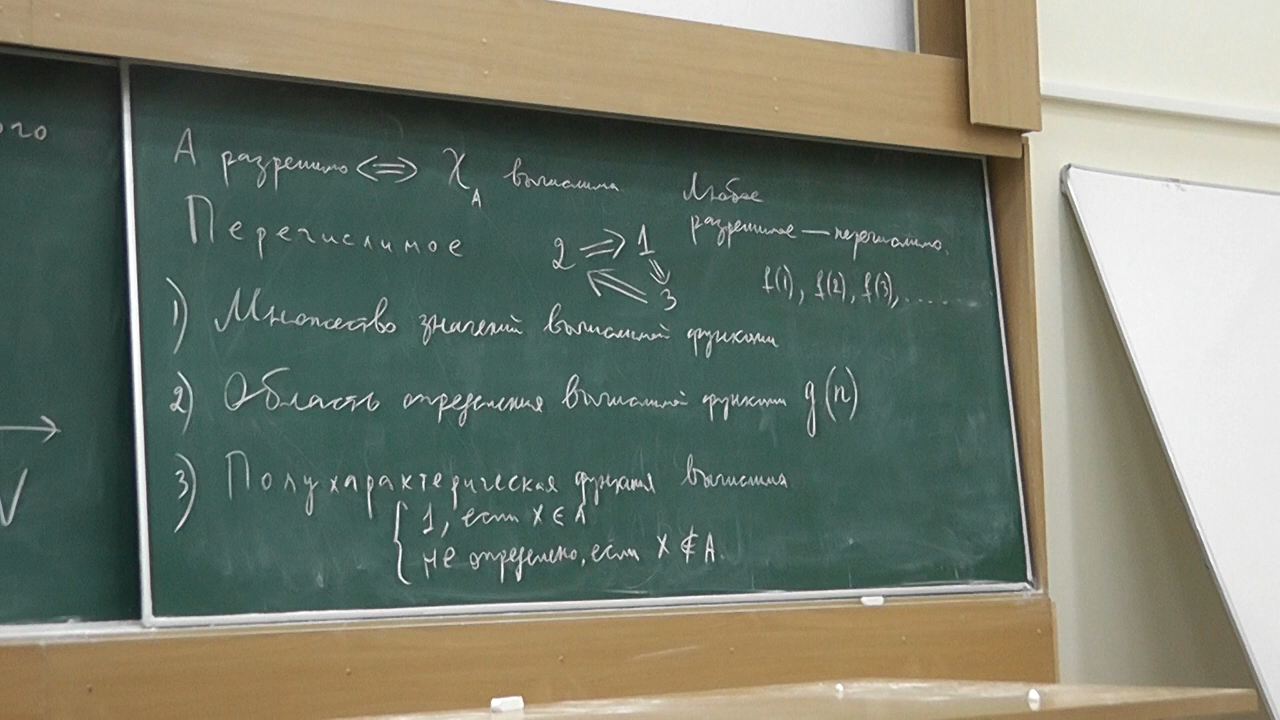 ого
А разрешимо ⟺ χ_A вычислима
Любое
разрешимое — перечислимо.
Перечислимое
2 ⇒ 1
⇓
⇖ 3
f(1), f(2), f(3), . . . . .
1) Множество значений вычислимой функции
2) Область определения вычислимой функции g(n)
3) Полухарактеристическая функция вычислима
{ 1, если x ∈ A
не определено, если x ∉ A.
N